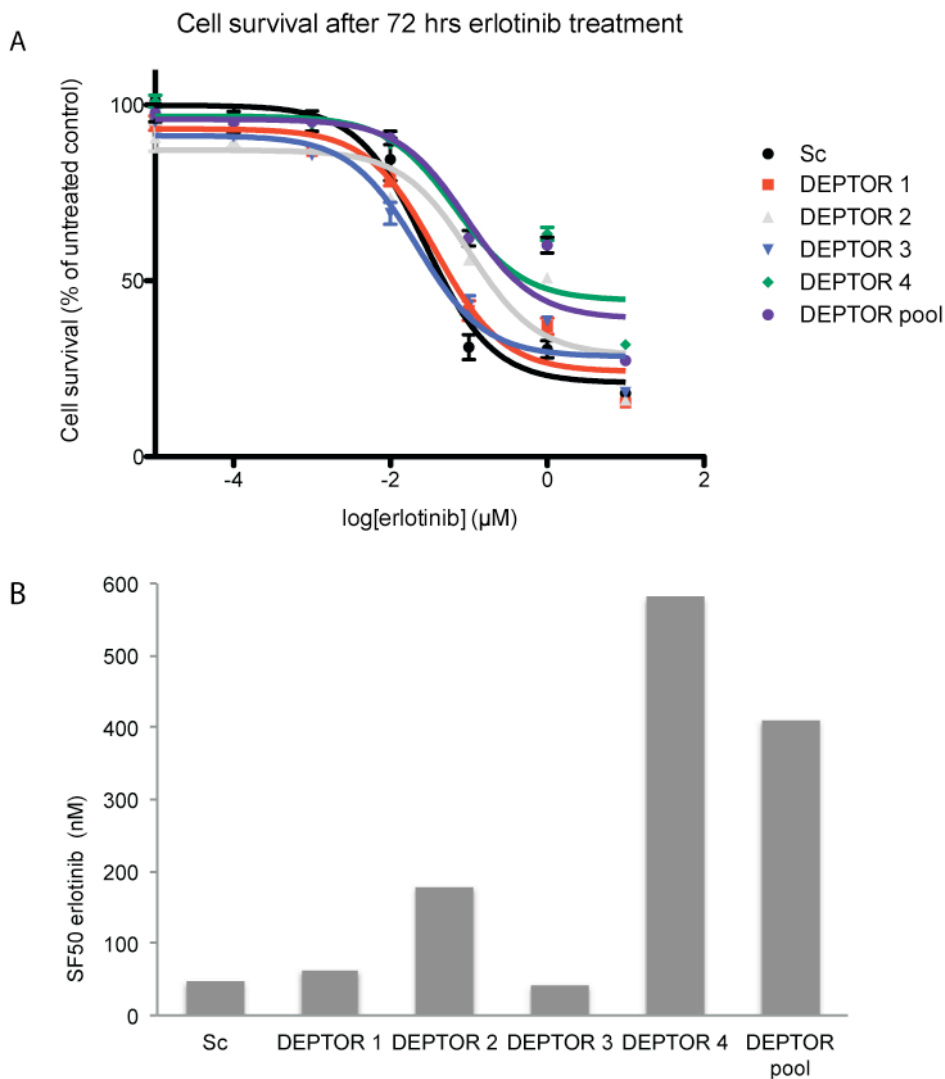 Cell survival after 72 hrs erlotinib treatment
A
Cell survival (% of untreated control)
100
50
0
-4
-2
0
2
log[erlotinib] (µM)
Sc
DEPTOR 1
DEPTOR 2
DEPTOR 3
DEPTOR 4
DEPTOR pool
B
SF50 erlotinib (nM)
600
500
400
300
200
100
0
Sc
DEPTOR 1
DEPTOR 2
DEPTOR 3
DEPTOR 4
DEPTOR
pool